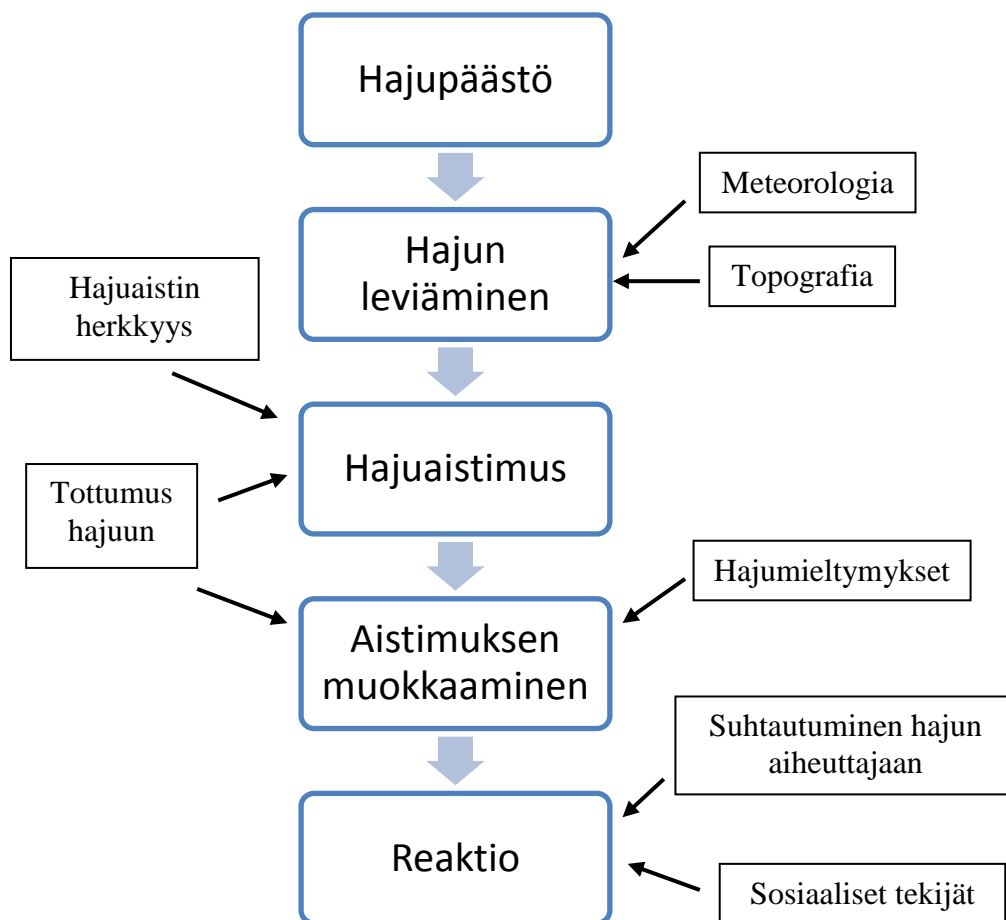 Hajupäästö
Meteorologia
Hajun
leviäminen
Topografia
Hajuaistin
herkkyys
Hajuaistimus
Tottumus
hajuun
Hajumieltymykset
Aistimuksen
muokkaaminen
Suhtautuminen hajun
aiheuttajaan
Reaktio
Sosiaaliset tekijät